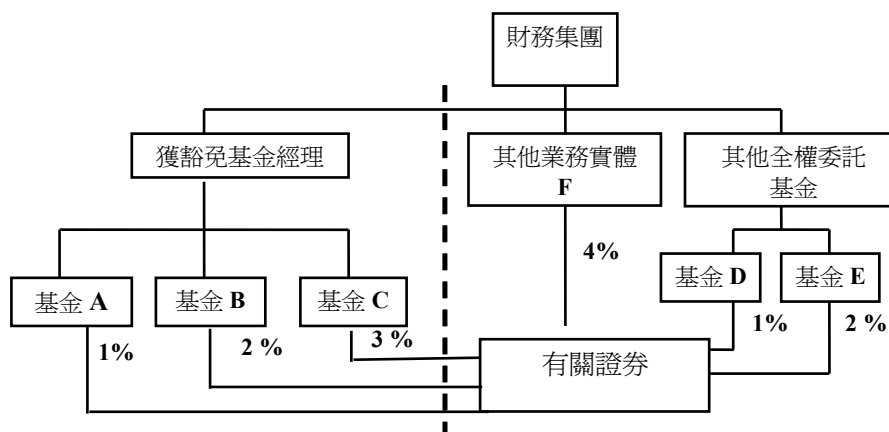 財務集團
獲豁免基金經理
其他業務實體
F
其他全權委託
基金
4%
基金 A
基金 B
基金 C
基金 D
基金 E
1%
2 %
3 %
1%
2 %
有關證券